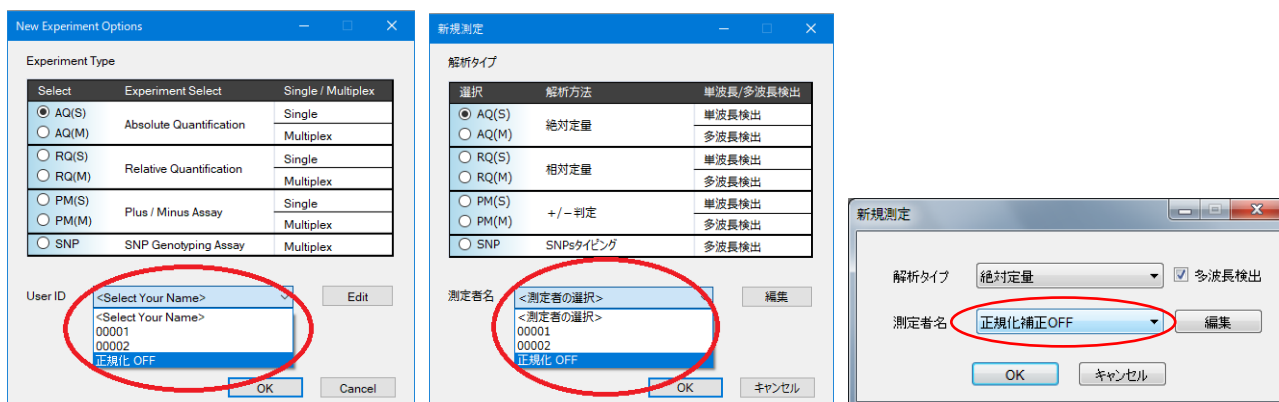 New Experiment Options
Experiment Type
Select Experiment Select Single / Multiplex
AQ(S) Absolute Quantification Single
AQ(M) Multiplex
RQ(S) Relative Quantification Single
RQ(M) Multiplex
PM(S) Plus / Minus Assay Single
PM(M) Multiplex
SNP SNP Genotyping Assay Multiplex
User ID <Select Your Name> Edit
<Select Your Name>
00001
00002
正規化 OFF
OK Cancel
新規測定
解析タイプ
選択 解析方法 単波長/多波長検出
AQ(S) 絶対定量 単波長検出
AQ(M) 多波長検出
RQ(S) 相対定量 単波長検出
RQ(M) 多波長検出
PM(S) +/-判定 単波長検出
PM(M) 多波長検出
SNP SNPsタイピング 多波長検出
測定者名 <測定者の選択> 編集
<測定者の選択>
00001
00002
正規化 OFF
OK キャンセル
新規測定
解析タイプ 絶対定量 多波長検出
測定者名 正規化補正OFF 編集
OK キャンセル